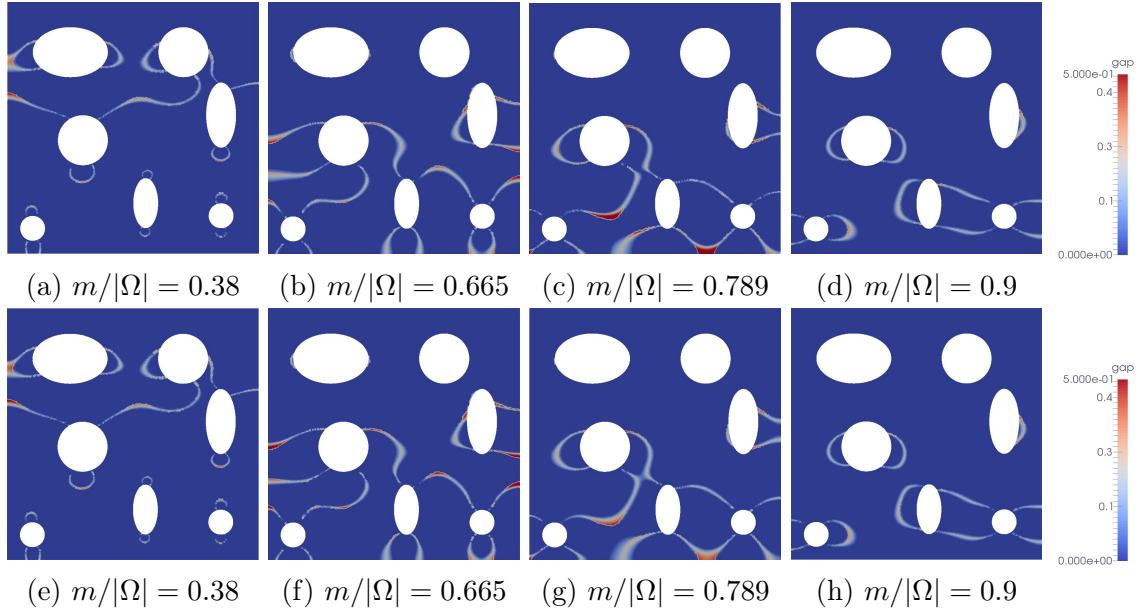 gap
5.000e-01
0.4
0.1
0.000e+00
(a) m/|Ω| = 0.38
(b) m/|Ω| = 0.665
(c) m/|Ω| = 0.789
(d) m/|Ω| = 0.9
gap
5.000e-01
0.4
0.3
0.1
0.000e+00
(e) m/|Ω| = 0.38
(f) m/|Ω| = 0.665
(g) m/|Ω| = 0.789
(h) m/|Ω| = 0.9